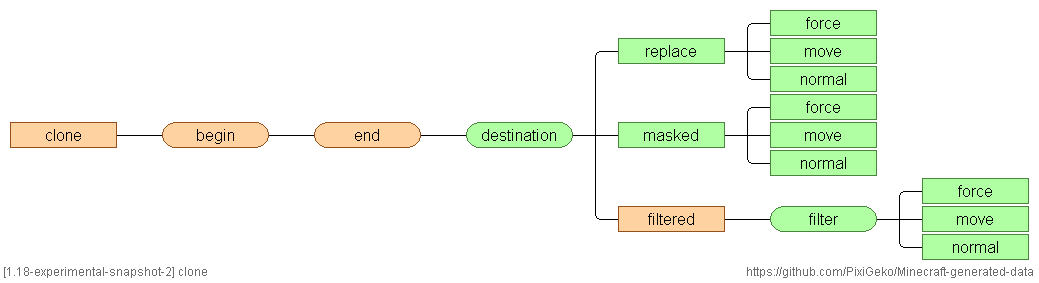 force
replace
move
normal
force
clone
begin
end
destination
masked
move
normal
force
filtered
filter
move
normal
[1.18-experimental-snapshot-2] clone
https://github.com/PixiGeko/Minecraft-generated-data